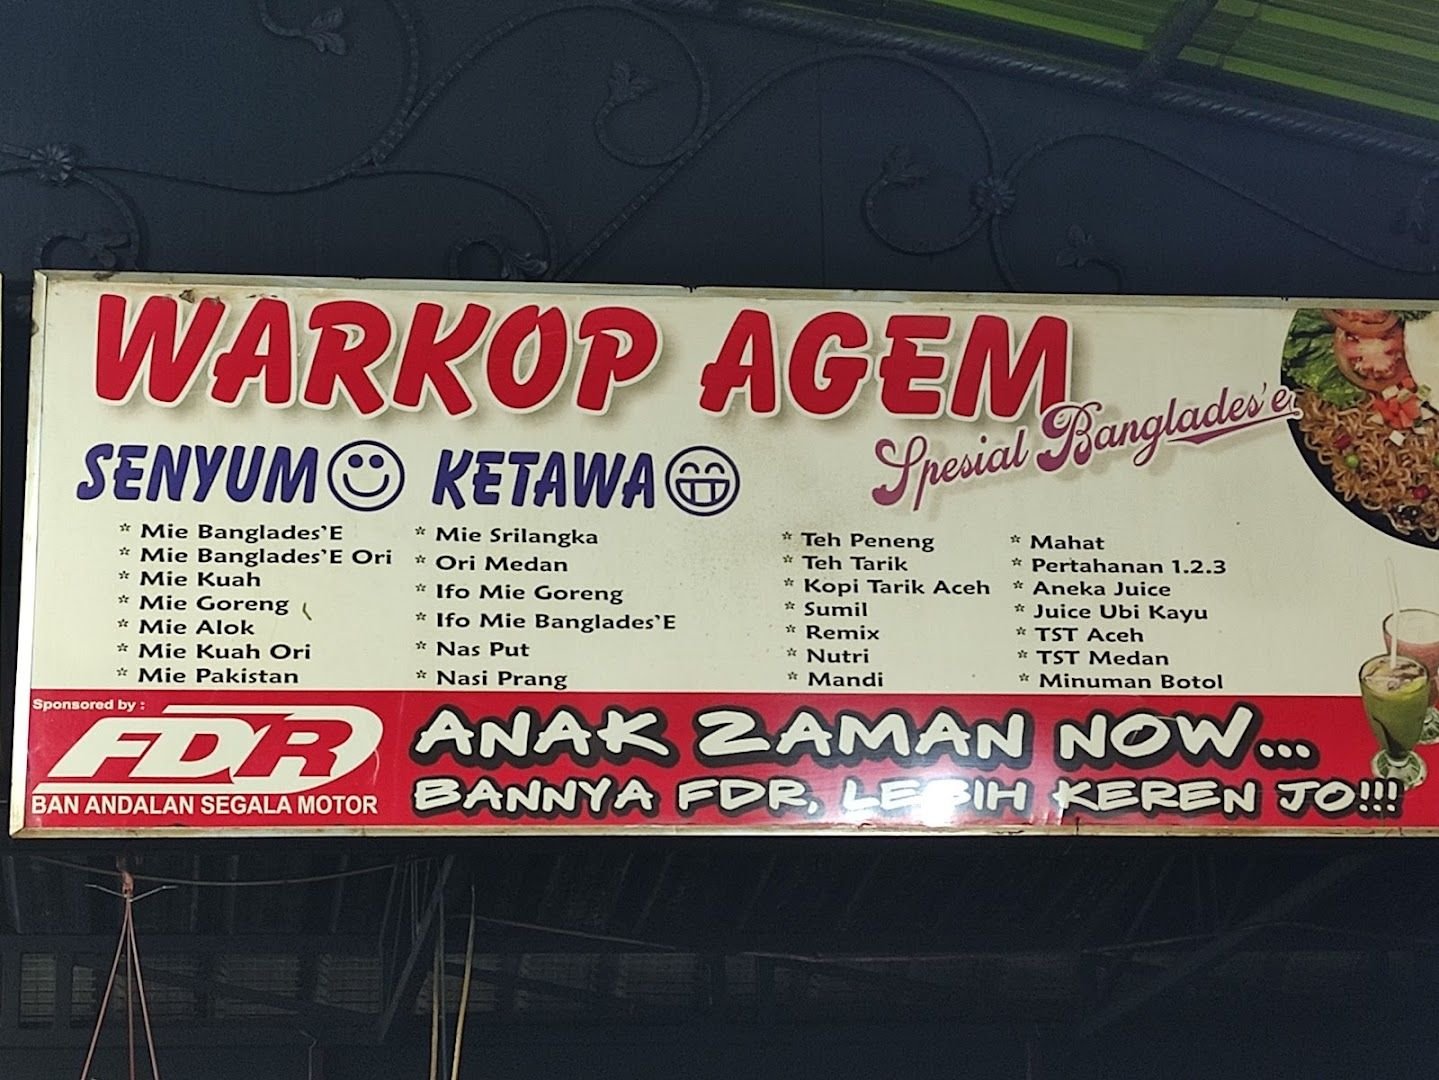 WARKOP AGEM
Spesial Banglades'e
SENYUM KETAWA
* Mie Banglades'E
* Mie Banglades'E Ori
* Mie Kuah
* Mie Goreng
* Mie Alok
* Mie Kuah Ori
* Mie Pakistan
* Mie Srilangka
* Ori Medan
* Ifo Mie Goreng
* Ifo Mie Banglades'E
* Nas Put
* Nasi Prang
* Teh Peneng
* Teh Tarik
* Kopi Tarik Aceh
* Sumil
* Remix
* Nutri
* Mandi
* Mahat
* Pertahanan 1.2.3
* Aneka Juice
* Juice Ubi Kayu
* TST Aceh
* TST Medan
* Minuman Botol
Sponsored by :
FDR
BAN ANDALAN SEGALA MOTOR
ANAK ZAMAN NOW...
BANNYA FDR, LEBIH KEREN JO!!!